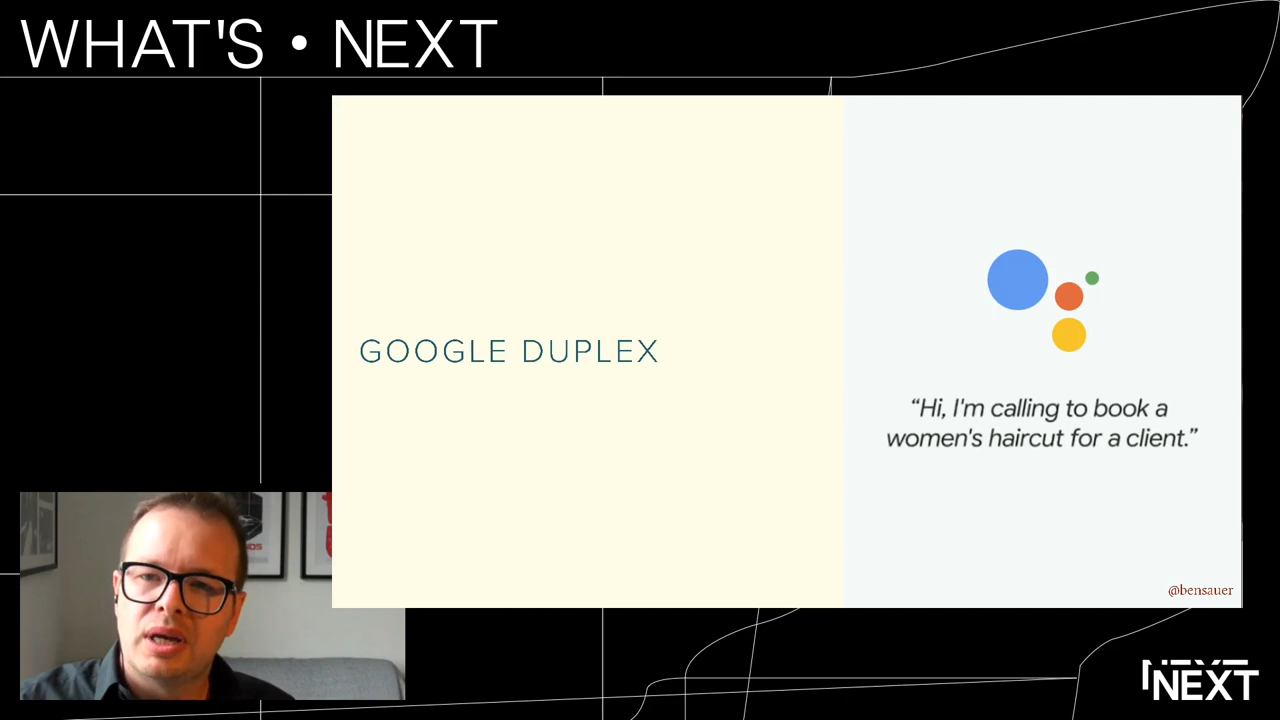 WHAT'S • NEXT
GOOGLE DUPLEX
“Hi, I'm calling to book a
women's haircut for a client.”
@bensauer
NEXT